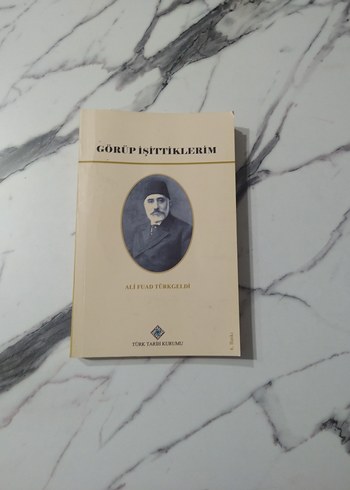 GÖRÜP İŞİTTİKLERİM
ALİ FUAD TÜRKGELDİ
TÜRK TARİH KURUMU